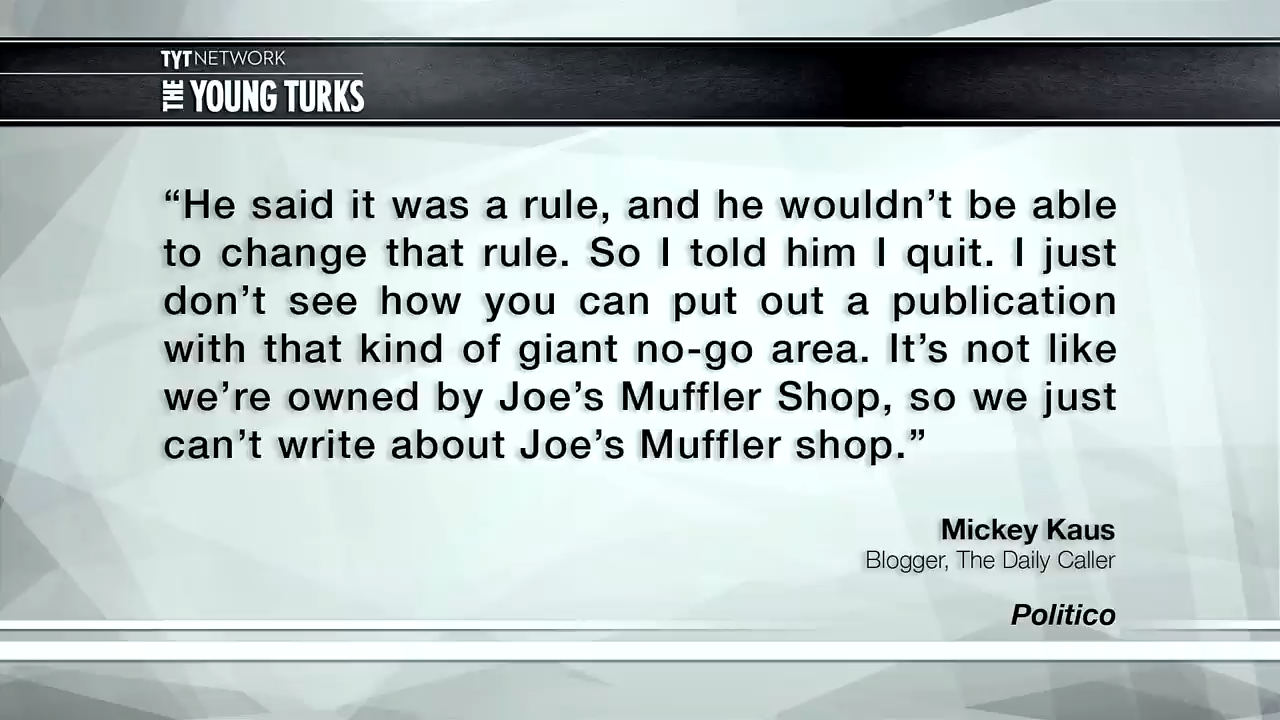 TYT NETWORK
THE YOUNG TURKS
“He said it was a rule, and he wouldn’t be able
to change that rule. So I told him I quit. I just
don’t see how you can put out a publication
with that kind of giant no-go area. It’s not like
we’re owned by Joe’s Muffler Shop, so we just
can’t write about Joe’s Muffler shop.”
Mickey Kaus
Blogger, The Daily Caller
Politico